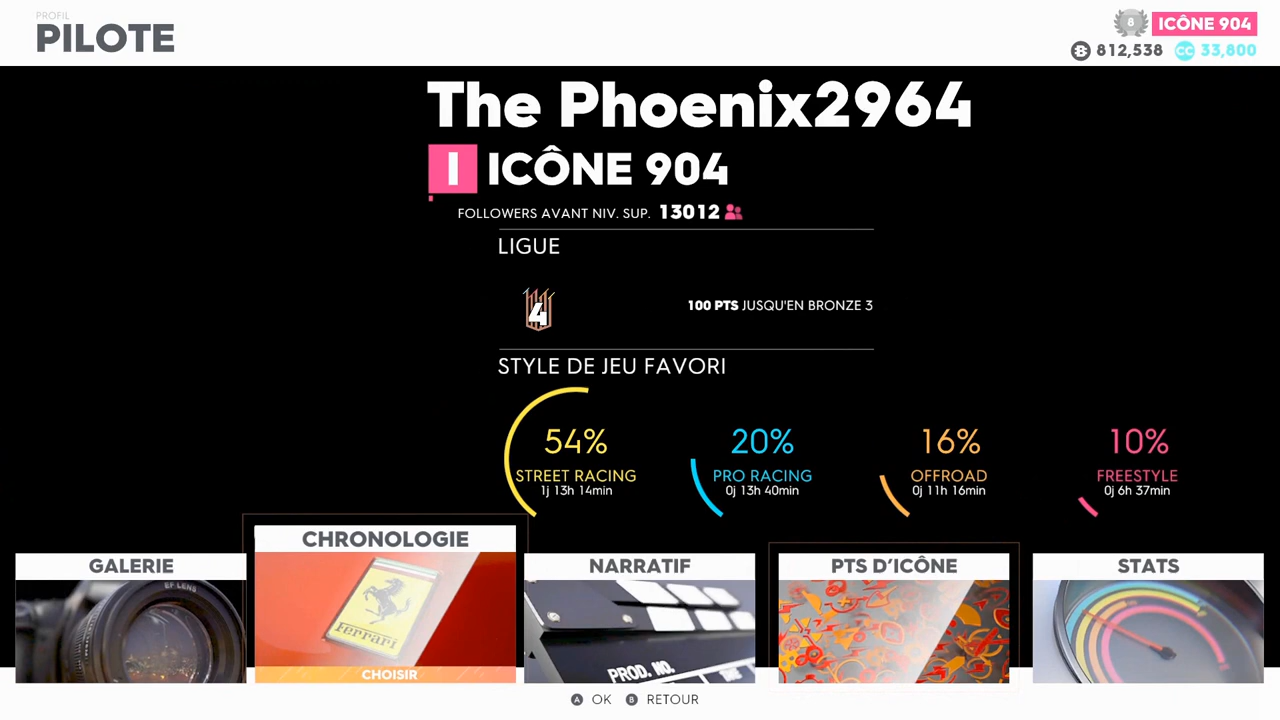 PROFIL
PILOTE
8 ICÔNE 904
812,538 CC 33,800
The Phoenix2964
I ICÔNE 904
FOLLOWERS AVANT NIV. SUP. 13012
LIGUE
4 100 PTS JUSQU'EN BRONZE 3
STYLE DE JEU FAVORI
54% 20% 16% 10%
STREET RACING PRO RACING OFFROAD FREESTYLE
1j 13h 14min 0j 13h 40min 0j 11h 16min 0j 6h 37min
GALERIE CHRONOLOGIE NARRATIF PTS D'ICÔNE STATS
EF LENS
Ferrari
PROD. NO.
CHOISIR
A OK B RETOUR